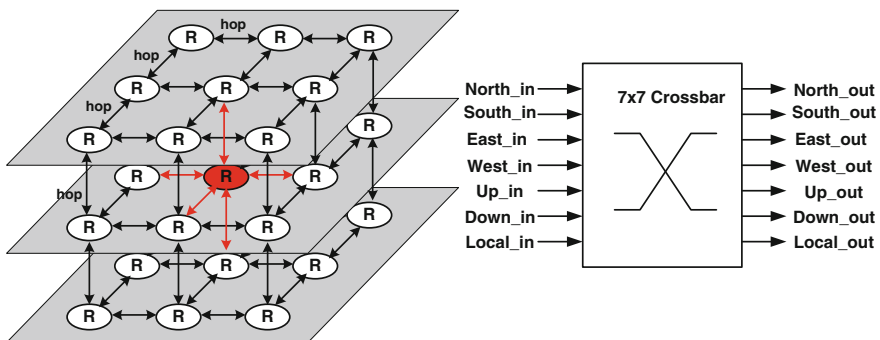 R hop R R
hop
R R R
hop
R R R
R
R R R
hop
R R R
R
R R R
R R R
7x7 Crossbar
North_in
South_in
East_in
West_in
Up_in
Down_in
Local_in
North_out
South_out
East_out
West_out
Up_out
Down_out
Local_out